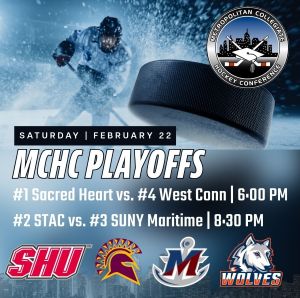 METROPOLITAN COLLEGIATE
HOCKEY CONFERENCE
SATURDAY | FEBRUARY 22
MCHC PLAYOFFS
#1 Sacred Heart vs. #4 West Conn | 6:00 PM
#2 STAC vs. #3 SUNY Maritime | 8:30 PM
SHU
M
WOLVES